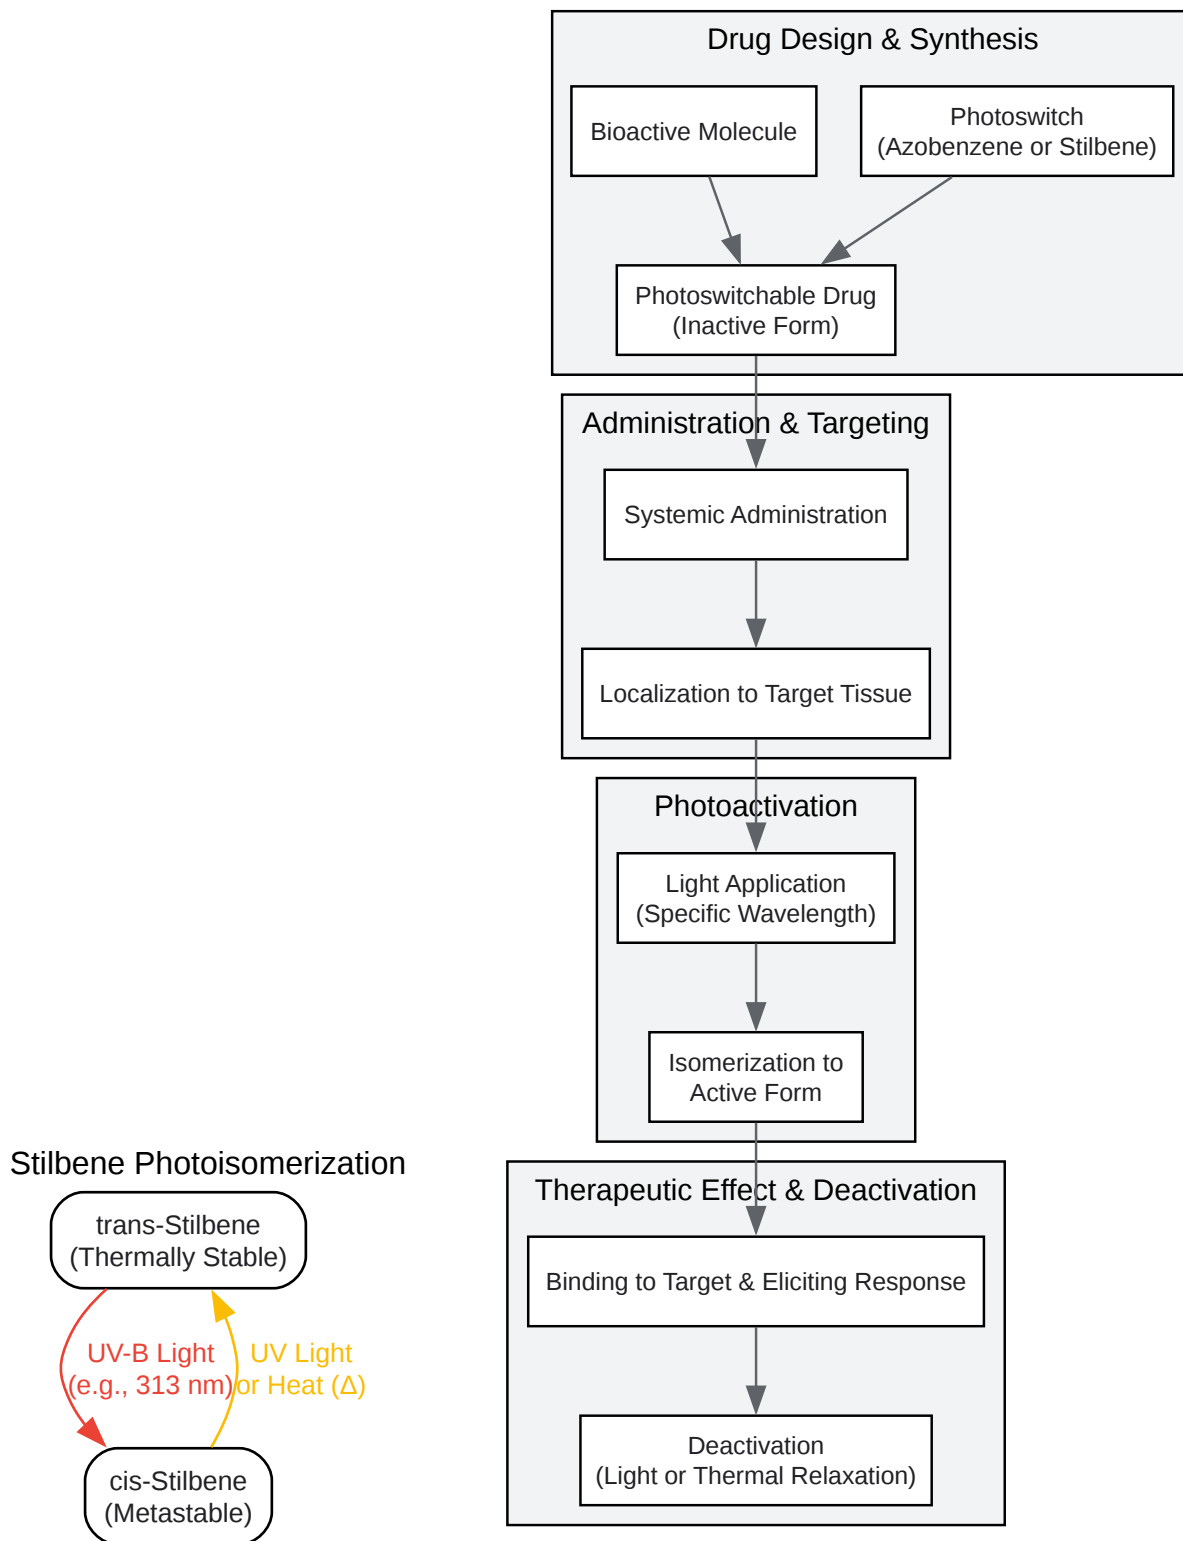 Drug Design & Synthesis
Bioactive Molecule
Photoswitch
(Azobenzene or Stilbene)
Photoswitchable Drug
(Inactive Form)
Administration & Targeting
Systemic Administration
Localization to Target Tissue
Photoactivation
Light Application
(Specific Wavelength)
Isomerization to
Active Form
Therapeutic Effect & Deactivation
Binding to Target & Eliciting Response
Deactivation
(Light or Thermal Relaxation)
Stilbene Photoisomerization
trans-Stilbene
(Thermally Stable)
UV-B Light
(e.g., 313 nm)
UV Light
or Heat (Δ)
cis-Stilbene
(Metastable)